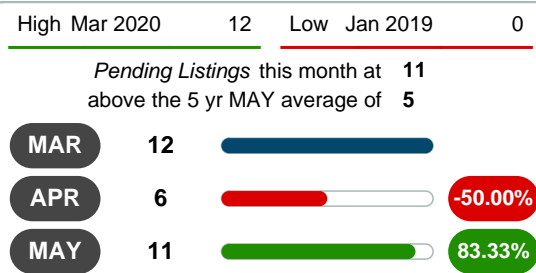 High Mar 2020 12 Low Jan 2019 0
Pending Listings this month at 11
above the 5 yr MAY average of 5
MAR 12
APR 6 -50.00%
MAY 11 83.33%